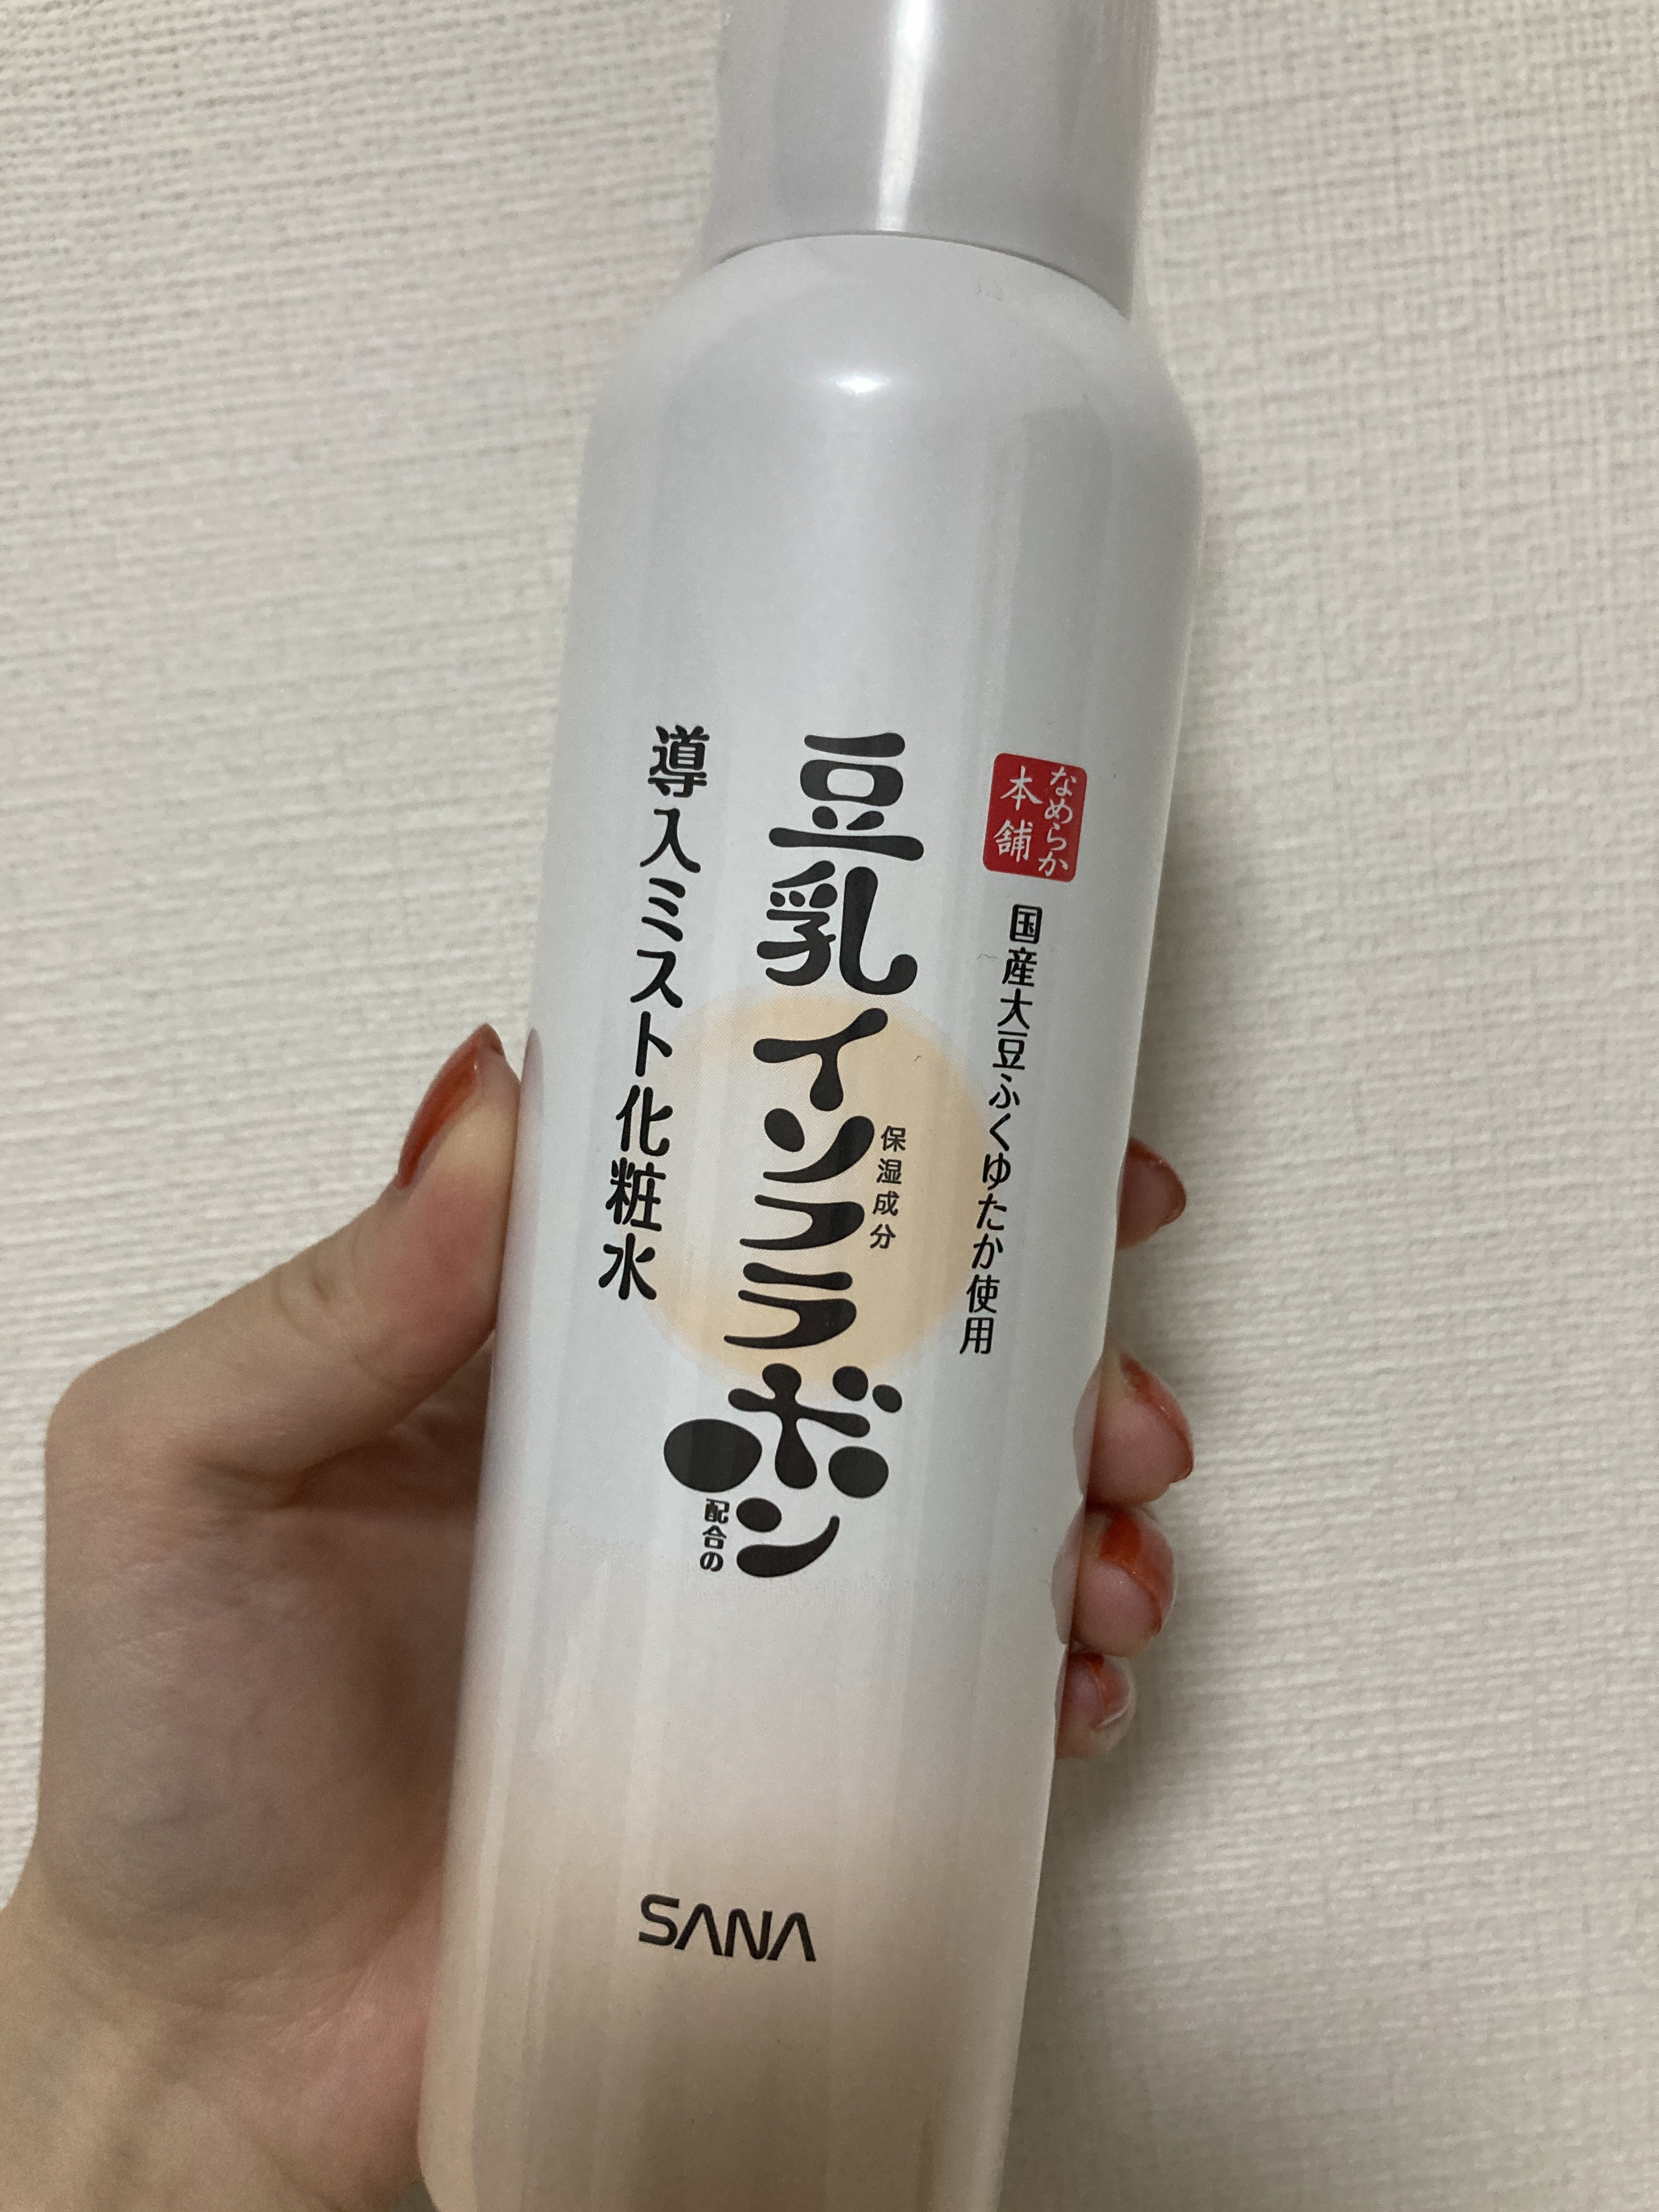 なめらか
本舗
国産大豆ふくゆたか使用
豆乳イソフラボン
保湿成分
配合の
導入ミスト化粧水
SANA